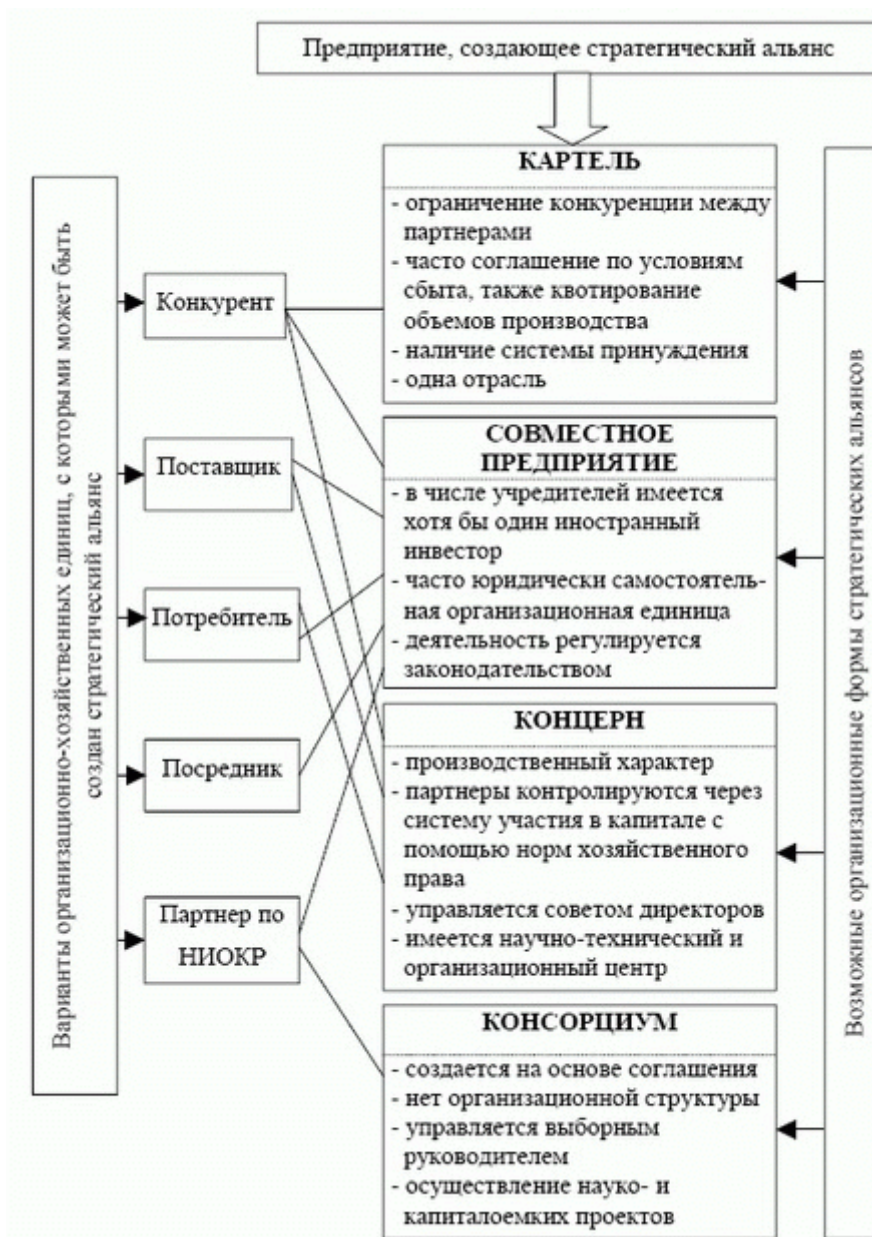 Предприятие, создающее стратегический альянс
Варианты организационно-хозяйственных единиц, с которыми может быть
создан стратегический альянс
Конкурент
Поставщик
Потребитель
Посредник
Партнер по
НИОКР
КАРТЕЛЬ
- ограничение конкуренции между
партнерами
- часто соглашение по условиям
сбыта, также квотирование
объемов производства
- наличие системы принуждения
- одна отрасль
СОВМЕСТНОЕ
ПРЕДПРИЯТИЕ
- в числе учредителей имеется
хотя бы один иностранный
инвестор
- часто юридически самостоятель-
ная организационная единица
- деятельность регулируется
законодательством
КОНЦЕРН
- производственный характер
- партнеры контролируются через
систему участия в капитале с
помощью норм хозяйственного
права
- управляется советом директоров
- имеется научно-технический и
организационный центр
КОНСОРЦИУМ
- создается на основе соглашения
- нет организационной структуры
- управляется выборным
руководителем
- осуществление науко- и
капиталоемких проектов
Возможные организационные формы стратегических альянсов